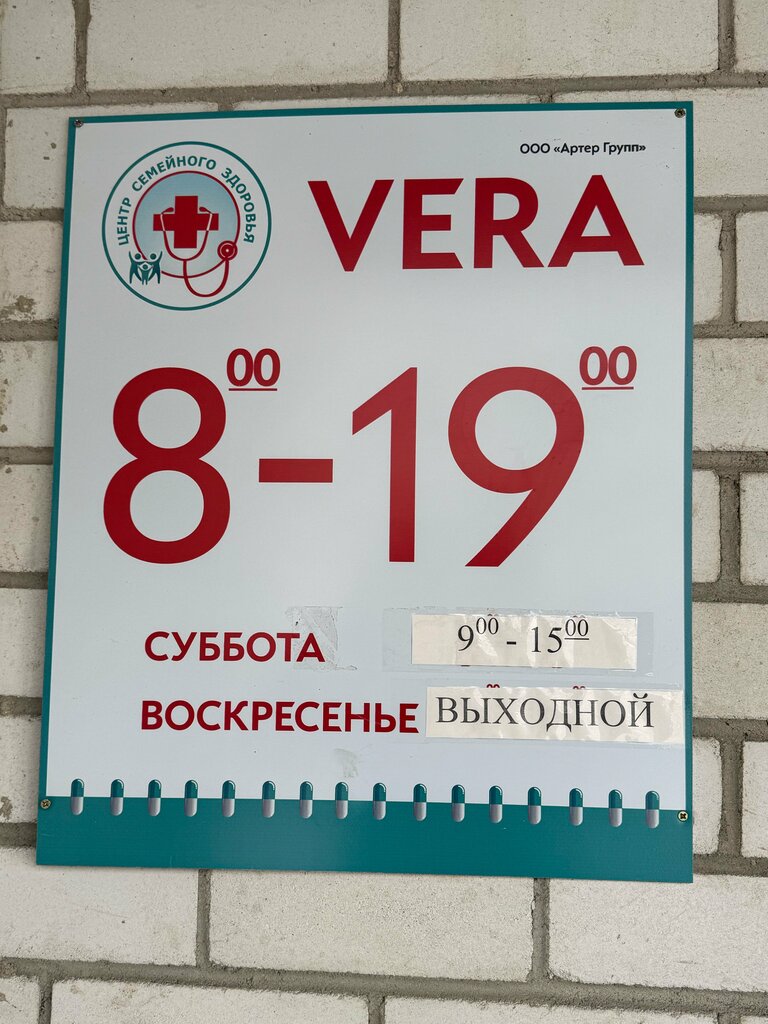 ООО «Артер Групп»
ЦЕНТР СЕМЕЙНОГО ЗДОРОВЬЯ
VERA
8⁰⁰-19⁰⁰
СУББОТА 9⁰⁰ - 15⁰⁰
ВОСКРЕСЕНЬЕ ВЫХОДНОЙ